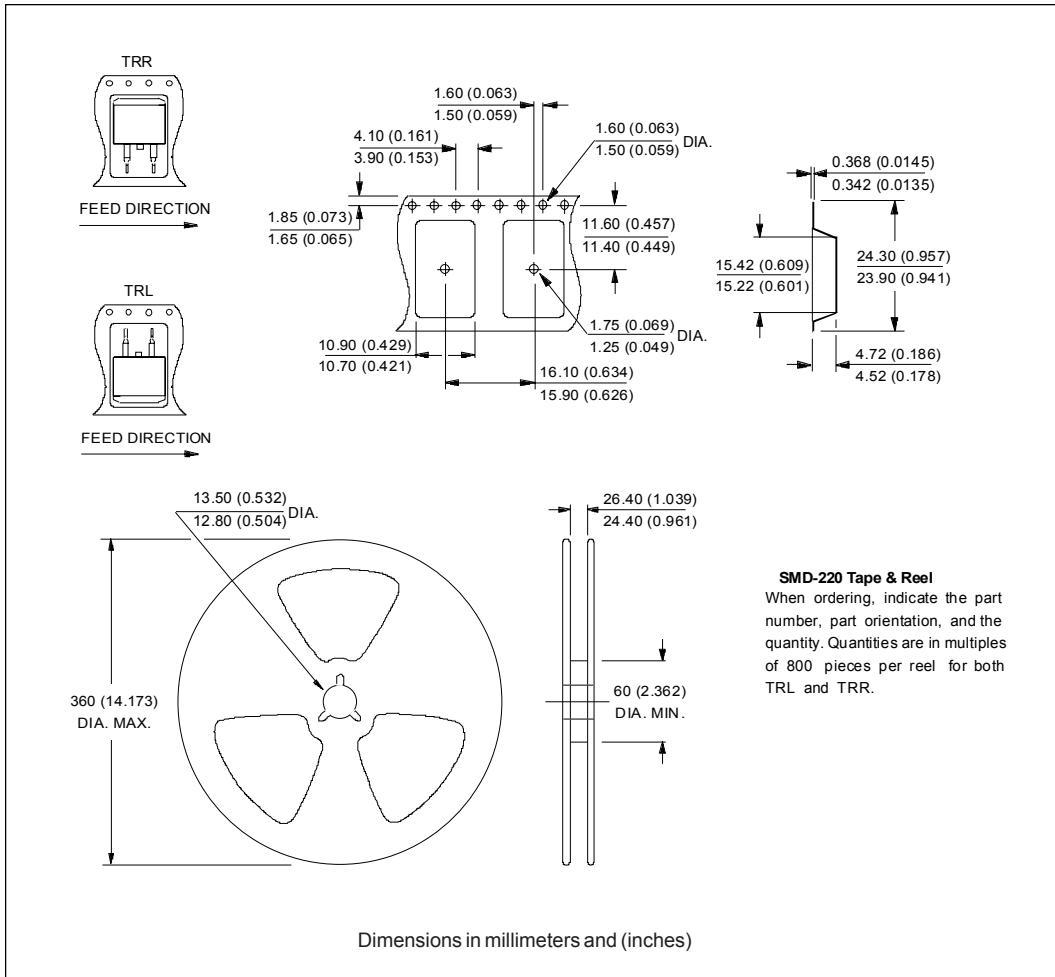 TRR
FEED DIRECTION
1.60 (0.063)
1.50 (0.059)
4.10 (0.161)
3.90 (0.153)
1.60 (0.063)
1.50 (0.059)
DIA.
0.368 (0.0145)
0.342 (0.0135)
1.85 (0.073)
1.65 (0.065)
11.60 (0.457)
11.40 (0.449)
15.42 (0.609)
15.22 (0.601)
24.30 (0.957)
23.90 (0.941)
TRL
FEED DIRECTION
10.90 (0.429)
10.70 (0.421)
1.75 (0.069)
1.25 (0.049)
DIA.
16.10 (0.634)
15.90 (0.626)
4.72 (0.186)
4.52 (0.178)
13.50 (0.532)
12.80 (0.504)
DIA.
26.40 (1.039)
24.40 (0.961)
360 (14.173)
DIA. MAX.
60 (2.362)
DIA. MIN.
SMD-220 Tape & Reel
When ordering, indicate the part
number, part orientation, and the
quantity. Quantities are in multiples
of 800 pieces per reel for both
TRL and TRR.
Dimensions in millimeters and (inches)